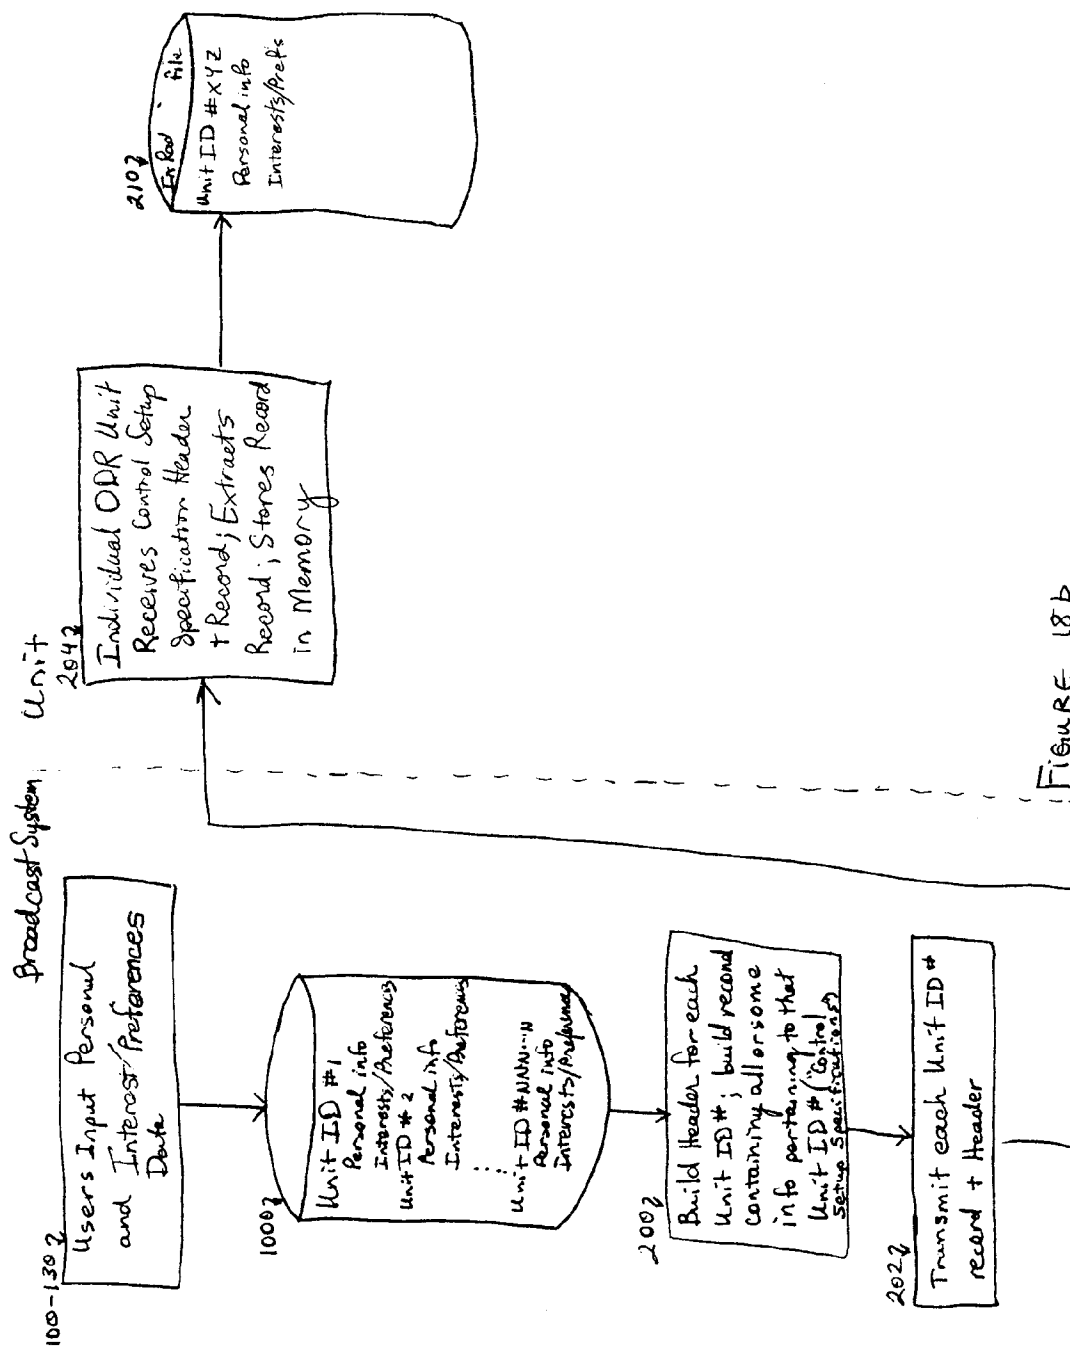 Broadcast System
Unit
100-130
Users Input Personal
and Interest/Preferences
Data
1000
Unit ID #1
Personal info
Interests/Preferences
Unit ID #2
Personal info
Interests/Preferences
Unit ID #NNN...N
Personal info
Interests/Preferences
200
Build Header for each
Unit ID#; build record
containing all or some
info pertaining to that
Unit ID# ("Control
Setup Specifications")
202
Transmit each Unit ID#
record + Header
204
Individual ODR Unit
Receives Control Setup
Specification Header
+ Record; Extracts
Record; Stores Record
in Memory
210
File
Unit ID #XYZ
Personal info
Interests/Prefs
FIGURE 18b